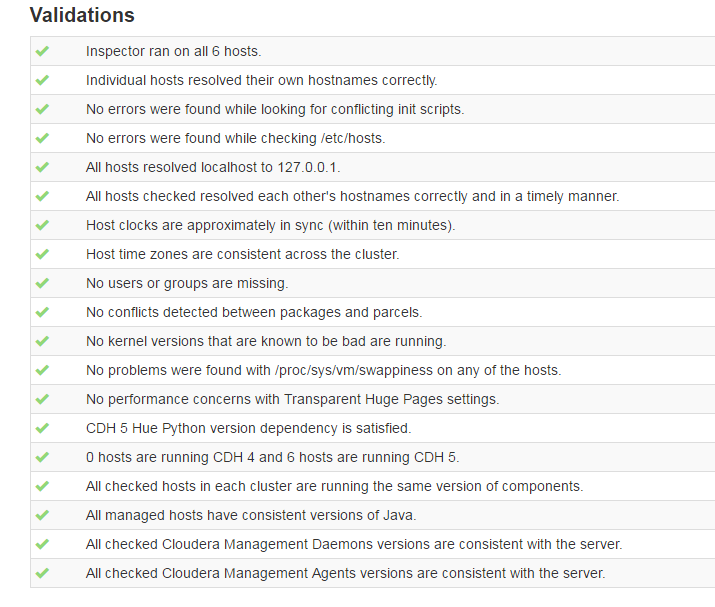 Validations
Inspector ran on all 6 hosts.
Individual hosts resolved their own hostnames correctly.
No errors were found while looking for conflicting init scripts.
No errors were found while checking /etc/hosts.
All hosts resolved localhost to 127.0.0.1.
All hosts checked resolved each other's hostnames correctly and in a timely manner.
Host clocks are approximately in sync (within ten minutes).
Host time zones are consistent across the cluster.
No users or groups are missing.
No conflicts detected between packages and parcels.
No kernel versions that are known to be bad are running.
No problems were found with /proc/sys/vm/swappiness on any of the hosts.
No performance concerns with Transparent Huge Pages settings.
CDH 5 Hue Python version dependency is satisfied.
0 hosts are running CDH 4 and 6 hosts are running CDH 5.
All checked hosts in each cluster are running the same version of components.
All managed hosts have consistent versions of Java.
All checked Cloudera Management Daemons versions are consistent with the server.
All checked Cloudera Management Agents versions are consistent with the server.